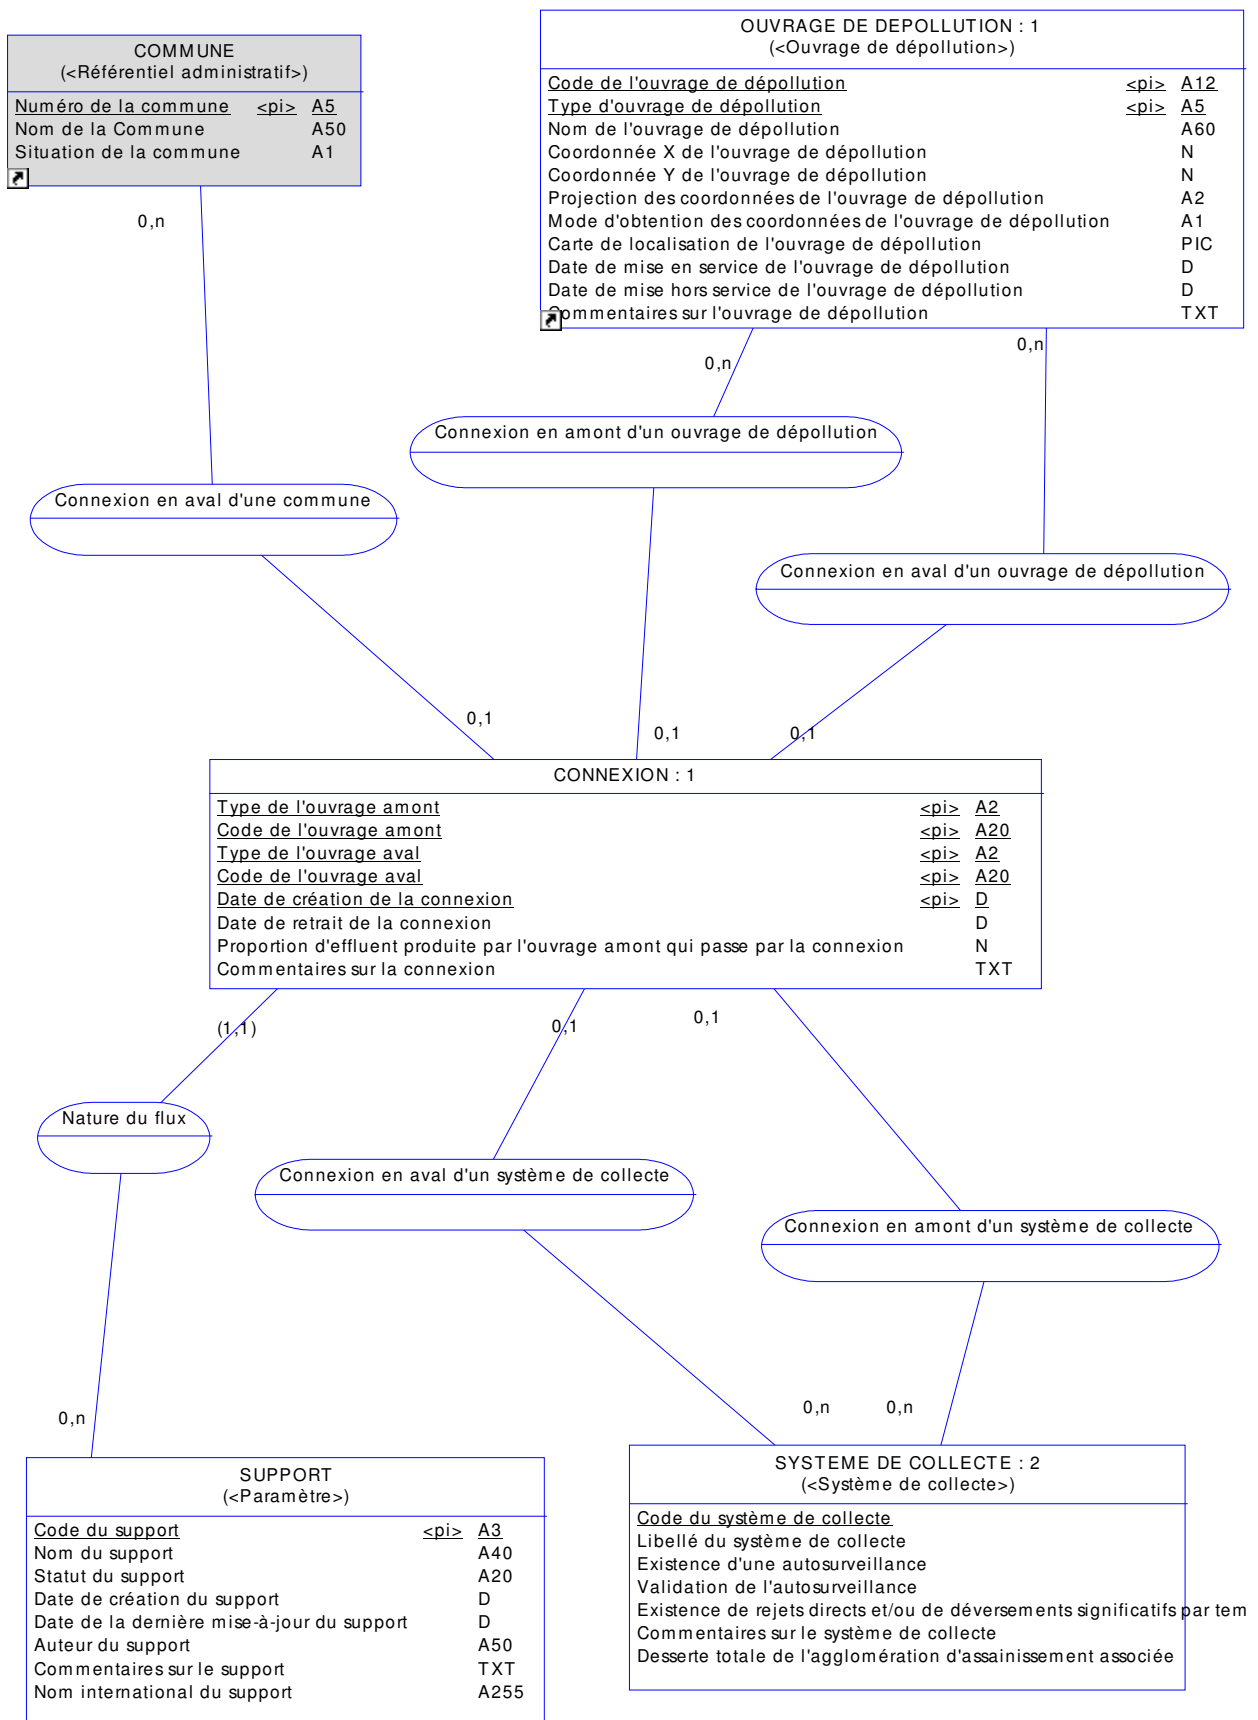 COMMUNE
(<Référentiel administratif>)
Numéro de la commune <pi> A5
Nom de la Commune A50
Situation de la commune A1
OUVRAGE DE DEPOLLUTION : 1
(<Ouvrage de dépollution>)
Code de l'ouvrage de dépollution <pi> A12
Type d'ouvrage de dépollution <pi> A5
Nom de l'ouvrage de dépollution A60
Coordonnée X de l'ouvrage de dépollution N
Coordonnée Y de l'ouvrage de dépollution N
Projection des coordonnées de l'ouvrage de dépollution A2
Mode d'obtention des coordonnées de l'ouvrage de dépollution A1
Carte de localisation de l'ouvrage de dépollution PIC
Date de mise en service de l'ouvrage de dépollution D
Date de mise hors service de l'ouvrage de dépollution D
Commentaires sur l'ouvrage de dépollution TXT
0,n
0,n
0,n
Connexion en amont d'un ouvrage de dépollution
Connexion en aval d'une commune
Connexion en aval d'un ouvrage de dépollution
0,1
0,1
0,1
CONNEXION : 1
Type de l'ouvrage amont <pi> A2
Code de l'ouvrage amont <pi> A20
Type de l'ouvrage aval <pi> A2
Code de l'ouvrage aval <pi> A20
Date de création de la connexion <pi> D
Date de retrait de la connexion D
Proportion d'effluent produite par l'ouvrage amont qui passe par la connexion N
Commentaires sur la connexion TXT
(1,1)
0,1
0,1
Nature du flux
Connexion en aval d'un système de collecte
Connexion en amont d'un système de collecte
0,n
0,n
0,n
SUPPORT
(<Paramètre>)
Code du support <pi> A3
Nom du support A40
Statut du support A20
Date de création du support D
Date de la dernière mise-à-jour du support D
Auteur du support A50
Commentaires sur le support TXT
Nom international du support A255
SYSTEME DE COLLECTE : 2
(<Système de collecte>)
Code du système de collecte
Libellé du système de collecte
Existence d'une autosurveillance
Validation de l'autosurveillance
Existence de rejets directs et/ou de déversements significatifs par tem
Commentaires sur le système de collecte
Desserte totale de l'agglomération d'assainissement associée